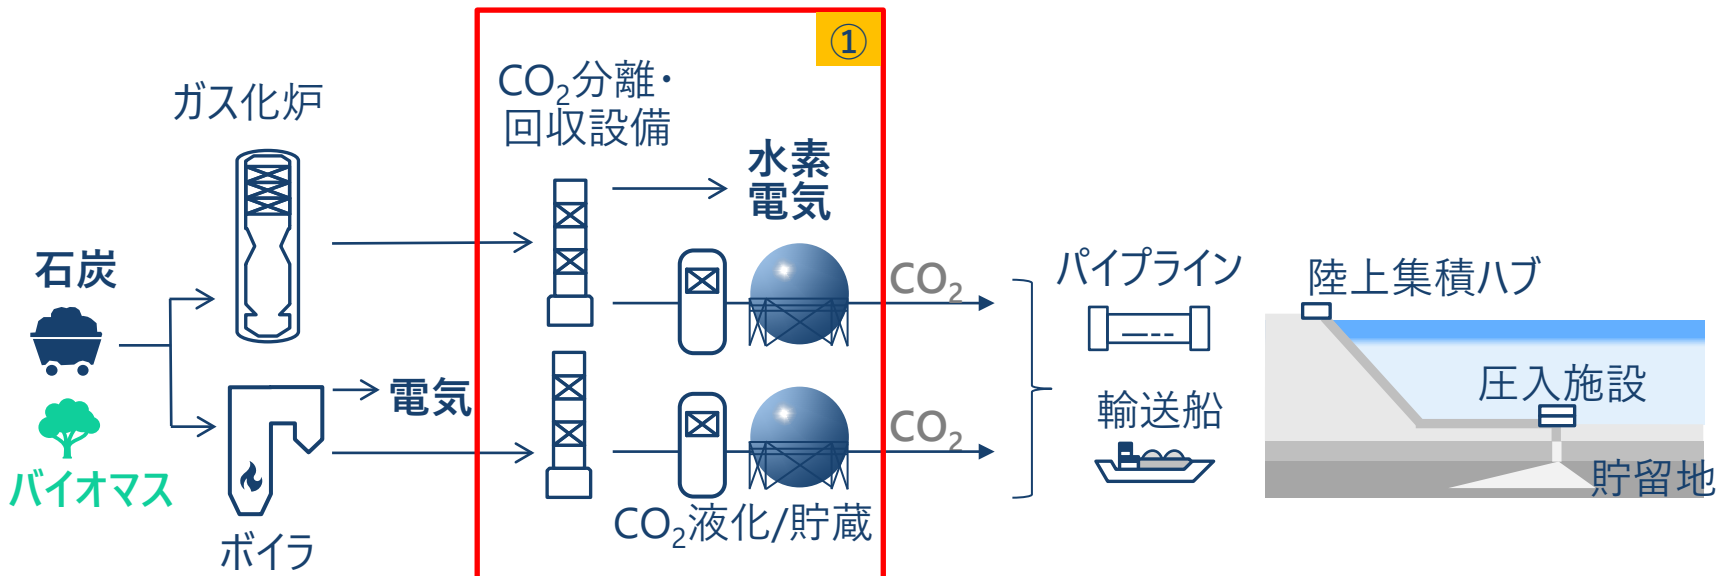 ①
CO₂分離・
回収設備
ガス化炉
水素
電気
石炭
バイオマス
ボイラ
電気
CO₂
CO₂
CO₂液化/貯蔵
パイプライン
輸送船
陸上集積ハブ
圧入施設
貯留地